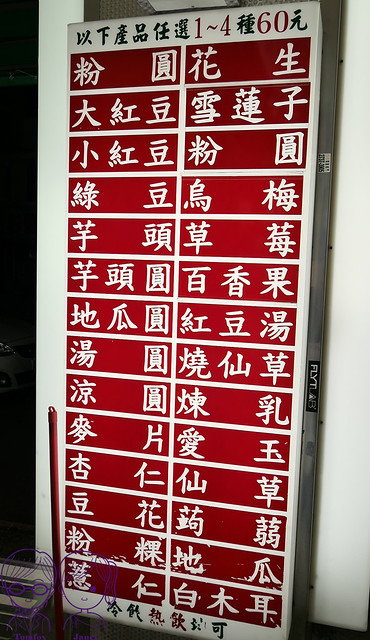 以下產品任選1~4種60元
粉圓 花生
大紅豆 雪蓮子
小紅豆 粉圓
綠豆 烏梅
芋頭 草莓
芋頭圓 百香果
地瓜圓 紅豆湯
湯圓 燒仙草
涼圓 煉乳
麥片 愛玉
杏仁 仙草
豆花 蒟蒻
粉粿 地瓜
薏仁 白木耳
冷飲熱飲均可
FLYTLAB